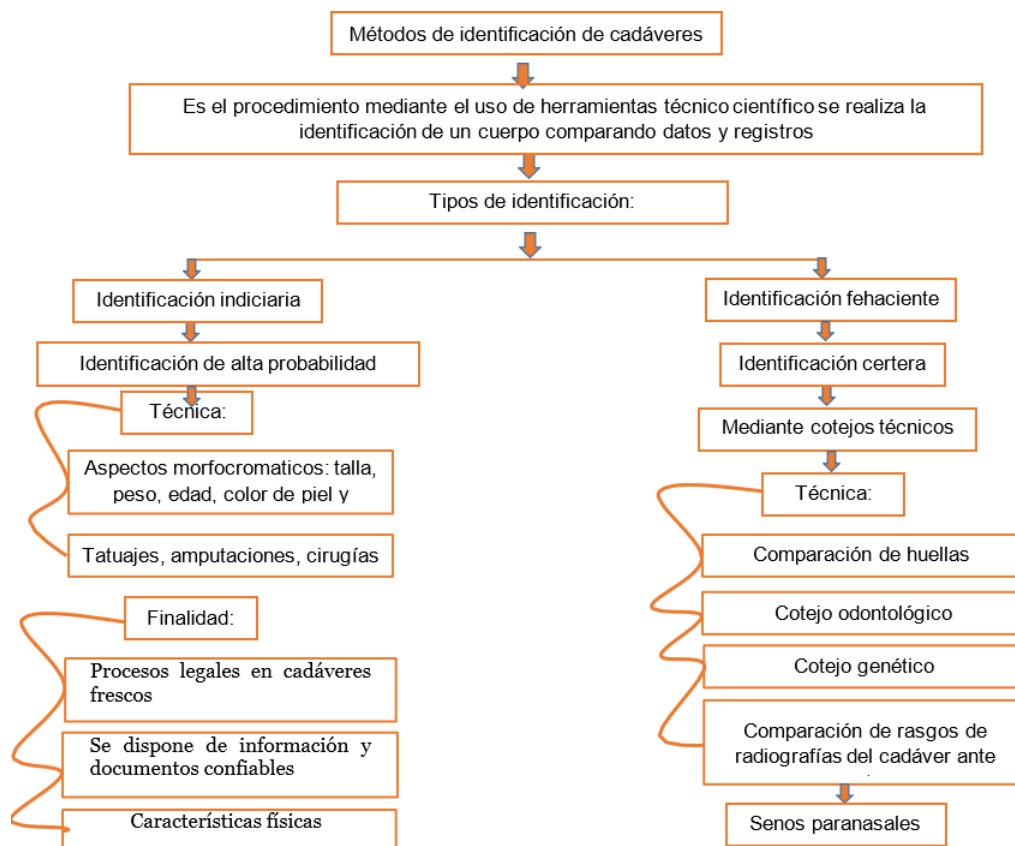 Métodos de identificación de cadáveres
Es el procedimiento mediante el uso de herramientas técnico científico se realiza la
identificación de un cuerpo comparando datos y registros
Tipos de identificación:
Identificación indiciaria
Identificación de alta probabilidad
Técnica:
Aspectos morfocromaticos: talla,
peso, edad, color de piel y
Tatuajes, amputaciones, cirugías
Finalidad:
Procesos legales en cadáveres
frescos
Se dispone de información y
documentos confiables
Características físicas
Identificación fehaciente
Identificación certera
Mediante cotejos técnicos
Técnica:
Comparación de huellas
Cotejo odontológico
Cotejo genético
Comparación de rasgos de
radiografías del cadáver ante
Senos paranasales